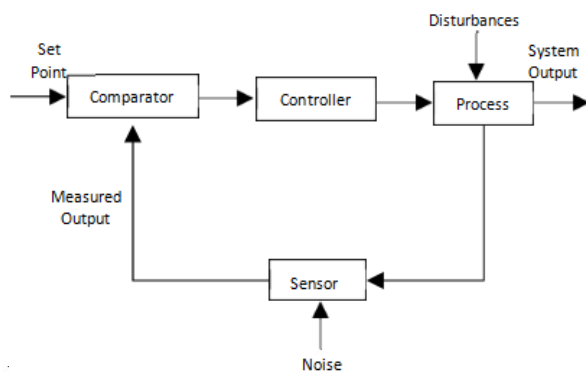 Disturbances
Set
Point
System
Output
Comparator
Controller
Process
Measured
Output
Sensor
Noise